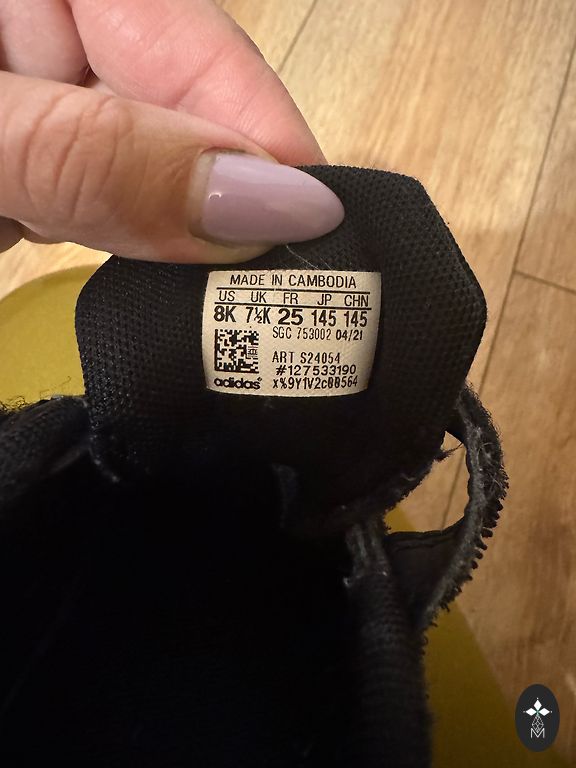 MADE IN CAMBODIA
US UK FR JP CHN
8K 7½K 25 145 145
SGC 753002 04/21
ART S24054
#127533190
adidas® x%9Y1V2c0B564
M